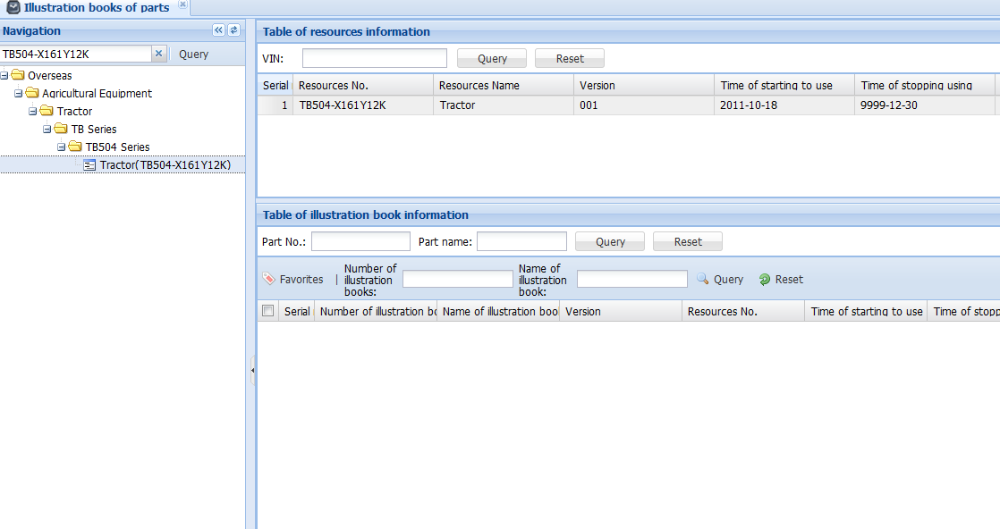 Illustration books of parts
Navigation
TB504-X161Y12K Query
Overseas
Agricultural Equipment
Tractor
TB Series
TB504 Series
Tractor(TB504-X161Y12K)
Table of resources information
VIN: Query Reset
Serial Resources No. Resources Name Version Time of starting to use Time of stopping using
1 TB504-X161Y12K Tractor 001 2011-10-18 9999-12-30
Table of illustration book information
Part No.: Part name: Query Reset
Favorites | Number of illustration books: Name of illustration book: Query Reset
Serial Number of illustration bo Name of illustration boo Version Resources No. Time of starting to use Time of stopp